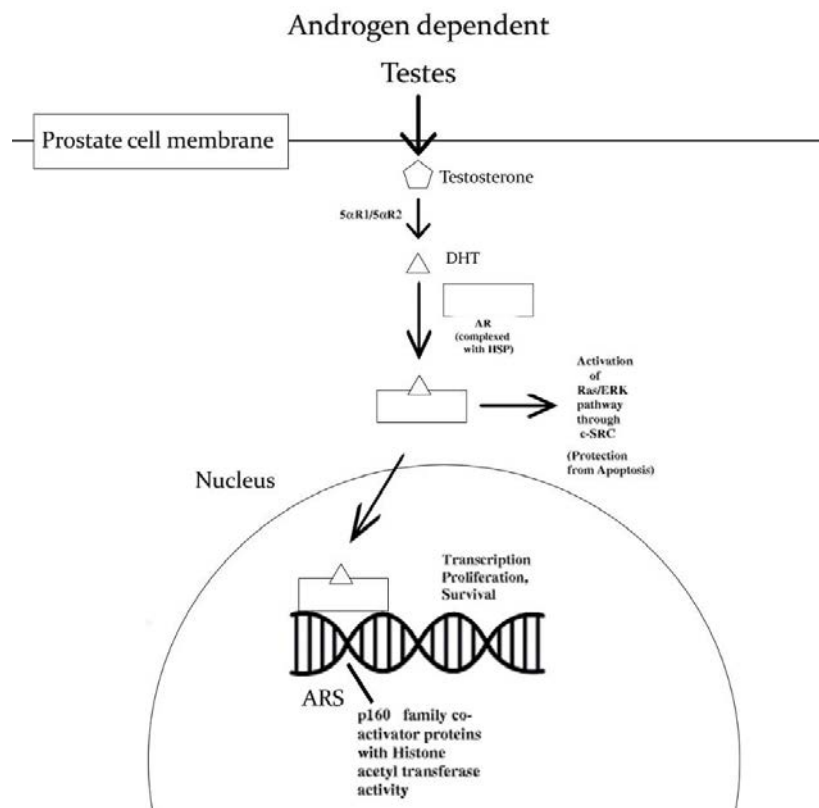 Androgen dependent
Testes
Prostate cell membrane
Testosterone
5αR1/5αR2
DHT
AR
(complexed
with HSP)
Activation
of
Ras/ERK
pathway
through
c-SRC
(Protection
from Apoptosis)
Nucleus
Transcription
Proliferation,
Survival
ARS
p160 family co-
activator proteins
with Histone
acetyl transferase
activity